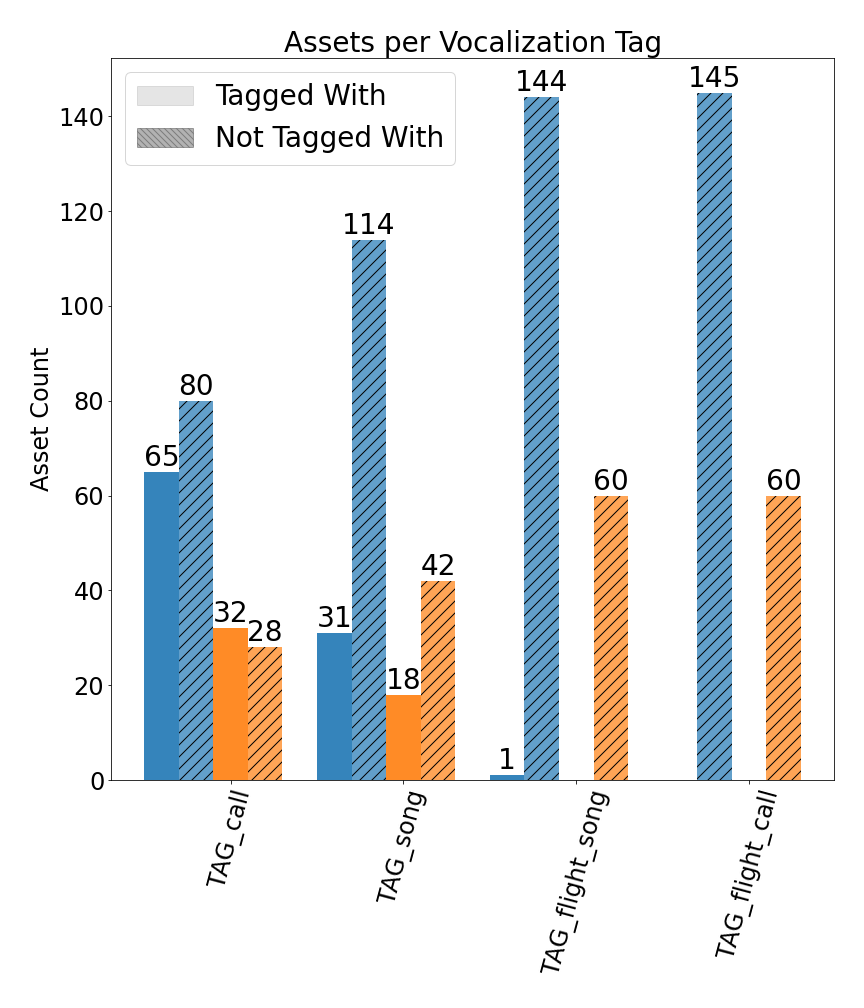 Assets per Vocalization Tag
Tagged With
Not Tagged With
Asset Count
140
120
100
80
60
40
20
0
65
80
32
28
31
114
18
42
1
144
60
145
60
TAG_call
TAG_song
TAG_flight_song
TAG_flight_call